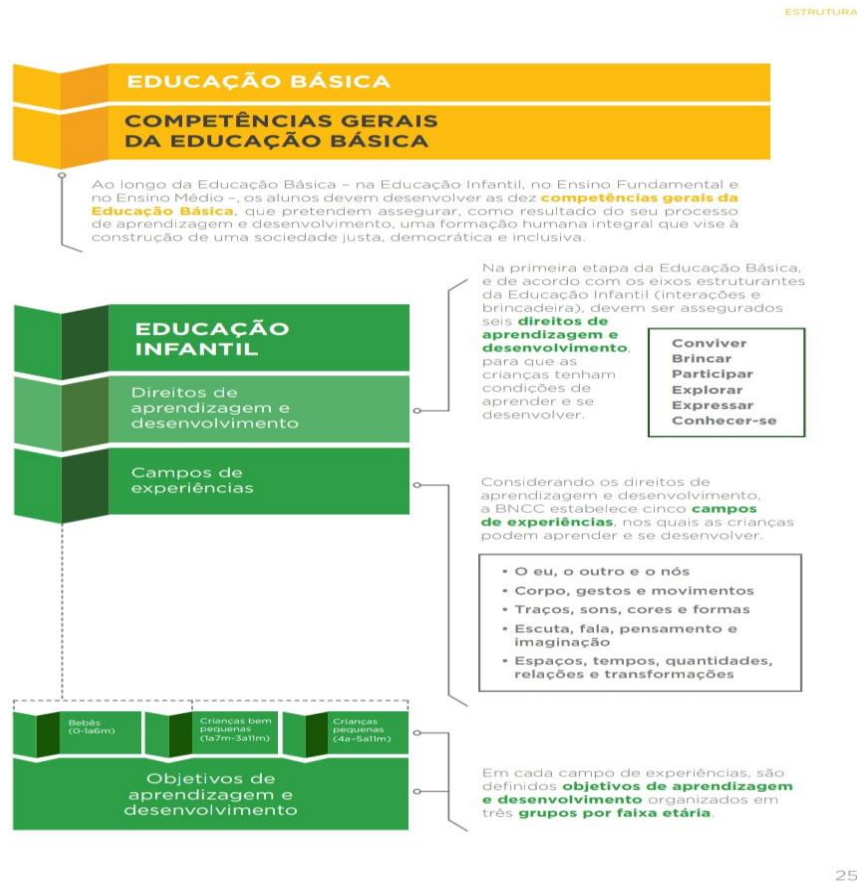 ESTRUTURA
EDUCAÇÃO BÁSICA
COMPETÊNCIAS GERAIS
DA EDUCAÇÃO BÁSICA
Ao longo da Educação Básica – na Educação Infantil, no Ensino Fundamental e
no Ensino Médio –, os alunos devem desenvolver as dez competências gerais da
Educação Básica, que pretendem assegurar, como resultado do seu processo
de aprendizagem e desenvolvimento, uma formação humana integral que vise à
construção de uma sociedade justa, democrática e inclusiva.
Na primeira etapa da Educação Básica,
e de acordo com os eixos estruturantes
da Educação Infantil (interações e
brincadeira), devem ser assegurados
seis direitos de
aprendizagem e
desenvolvimento,
para que as
crianças tenham
condições de
aprender e se
desenvolver.
Conviver
Brincar
Participar
Explorar
Expressar
Conhecer-se
EDUCAÇÃO
INFANTIL
Direitos de
aprendizagem e
desenvolvimento
Campos de
experiências
Considerando os direitos de
aprendizagem e desenvolvimento,
a BNCC estabelece cinco campos
de experiências, nos quais as crianças
podem aprender e se desenvolver.
• O eu, o outro e o nós
• Corpo, gestos e movimentos
• Traços, sons, cores e formas
• Escuta, fala, pensamento e
imaginação
• Espaços, tempos, quantidades,
relações e transformações
Bebês
(0-1a6m)
Crianças bem
pequenas
(1a7m-3a11m)
Crianças
pequenas
(4a-5a11m)
Objetivos de
aprendizagem e
desenvolvimento
Em cada campo de experiências, são
definidos objetivos de aprendizagem
e desenvolvimento organizados em
três grupos por faixa etária.
25